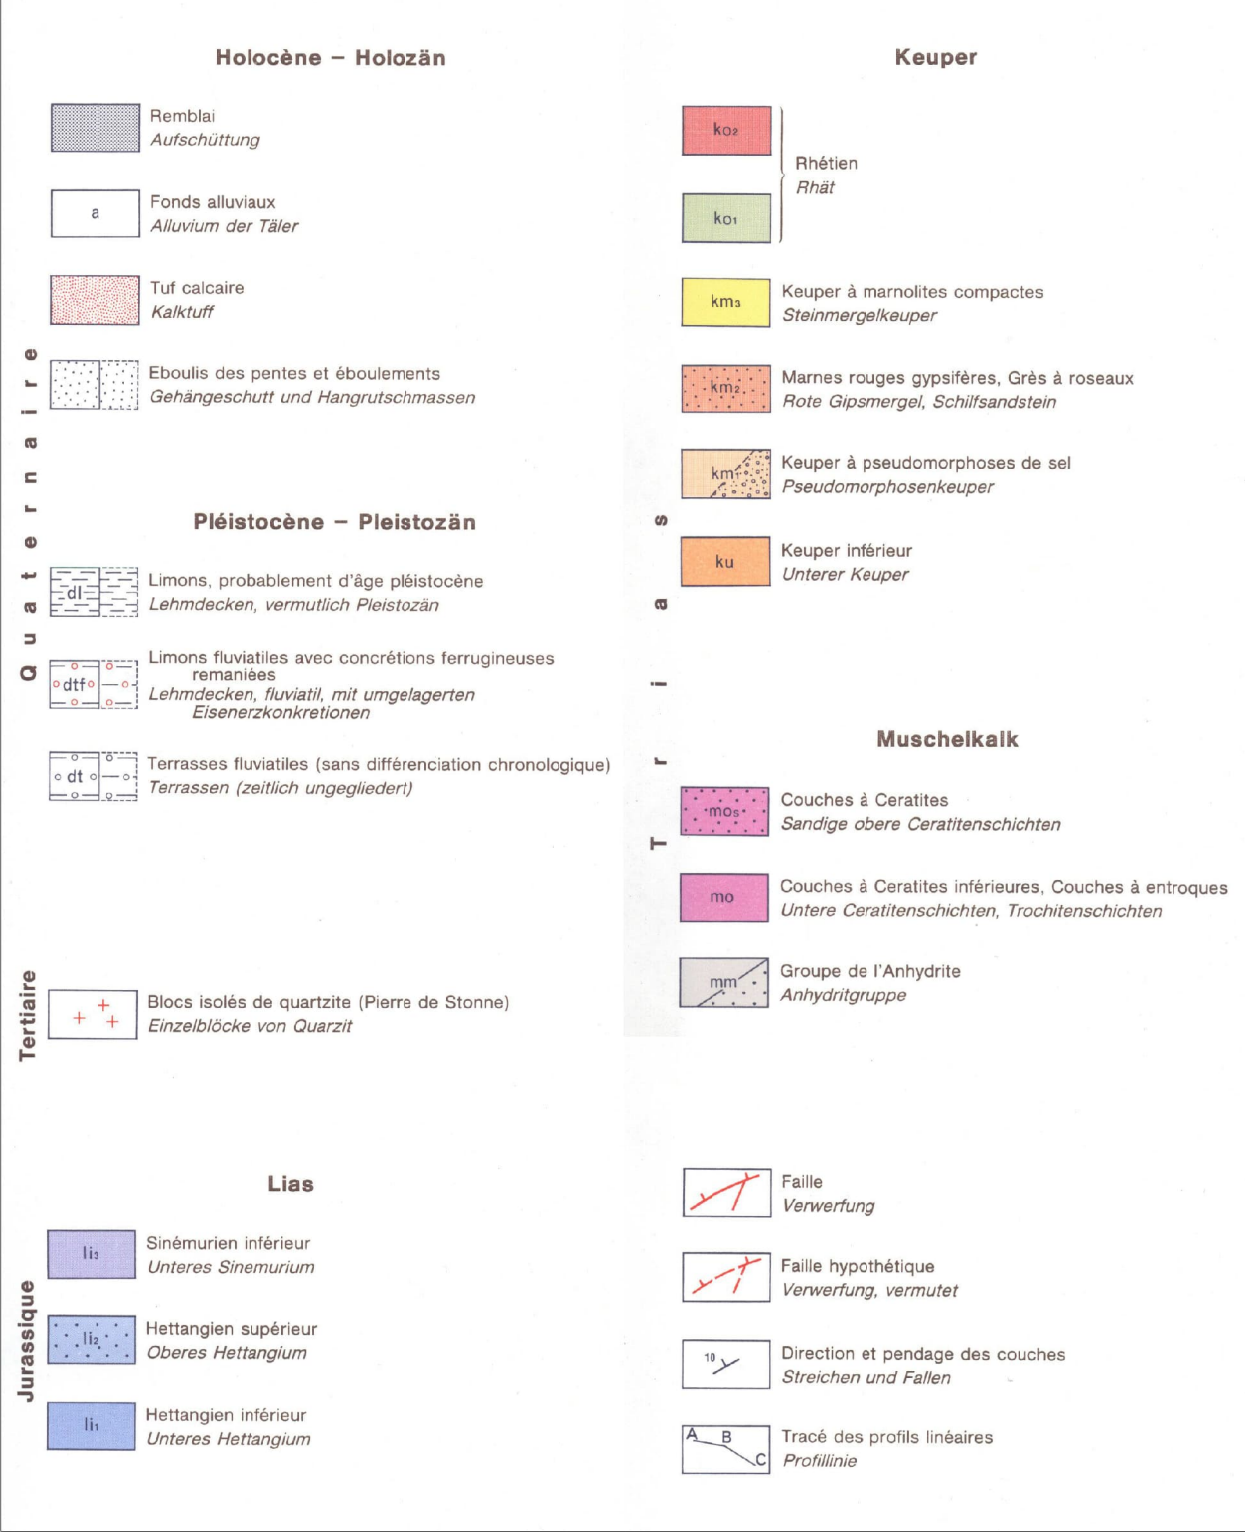 Holocène – Holozän
Remblai
Aufschüttung
a
Fonds alluviaux
Alluvium der Täler
Tuf calcaire
Kalktuff
Eboulis des pentes et éboulements
Gehängeschutt und Hangrutschmassen
Quaternaire
Pléistocène – Pleistozän
dl
Limons, probablement d'âge pléistocène
Lehmdecken, vermutlich Pleistozän
dtf
Limons fluviatiles avec concrétions ferrugineuses
remaniées
Lehmdecken, fluviatil, mit umgelagerten
Eisenerzkonkretionen
dt
Terrasses fluviatiles (sans différenciation chronologique)
Terrassen (zeitlich ungegliedert)
Tertiaire
Blocs isolés de quartzite (Pierre de Stonne)
Einzelblöcke von Quarzit
Lias
Jurassique
li3
Sinémurien inférieur
Unteres Sinemurium
li2
Hettangien supérieur
Oberes Hettangium
li1
Hettangien inférieur
Unteres Hettangium
Keuper
ko2
Rhétien
Rhät
ko1
km3
Keuper à marnolites compactes
Steinmergelkeuper
km2
Marnes rouges gypsifères, Grès à roseaux
Rote Gipsmergel, Schilfsandstein
km1
Keuper à pseudomorphoses de sel
Pseudomorphosenkeuper
ku
Keuper inférieur
Unterer Keuper
Trias
Muschelkalk
mos
Couches à Ceratites
Sandige obere Ceratitenschichten
mo
Couches à Ceratites inférieures, Couches à entroques
Untere Ceratitenschichten, Trochitenschichten
mm
Groupe de l'Anhydrite
Anhydritgruppe
Faille
Verwerfung
Faille hypothétique
Verwerfung, vermutet
10
Direction et pendage des couches
Streichen und Fallen
A B C
Tracé des profils linéaires
Profillinie